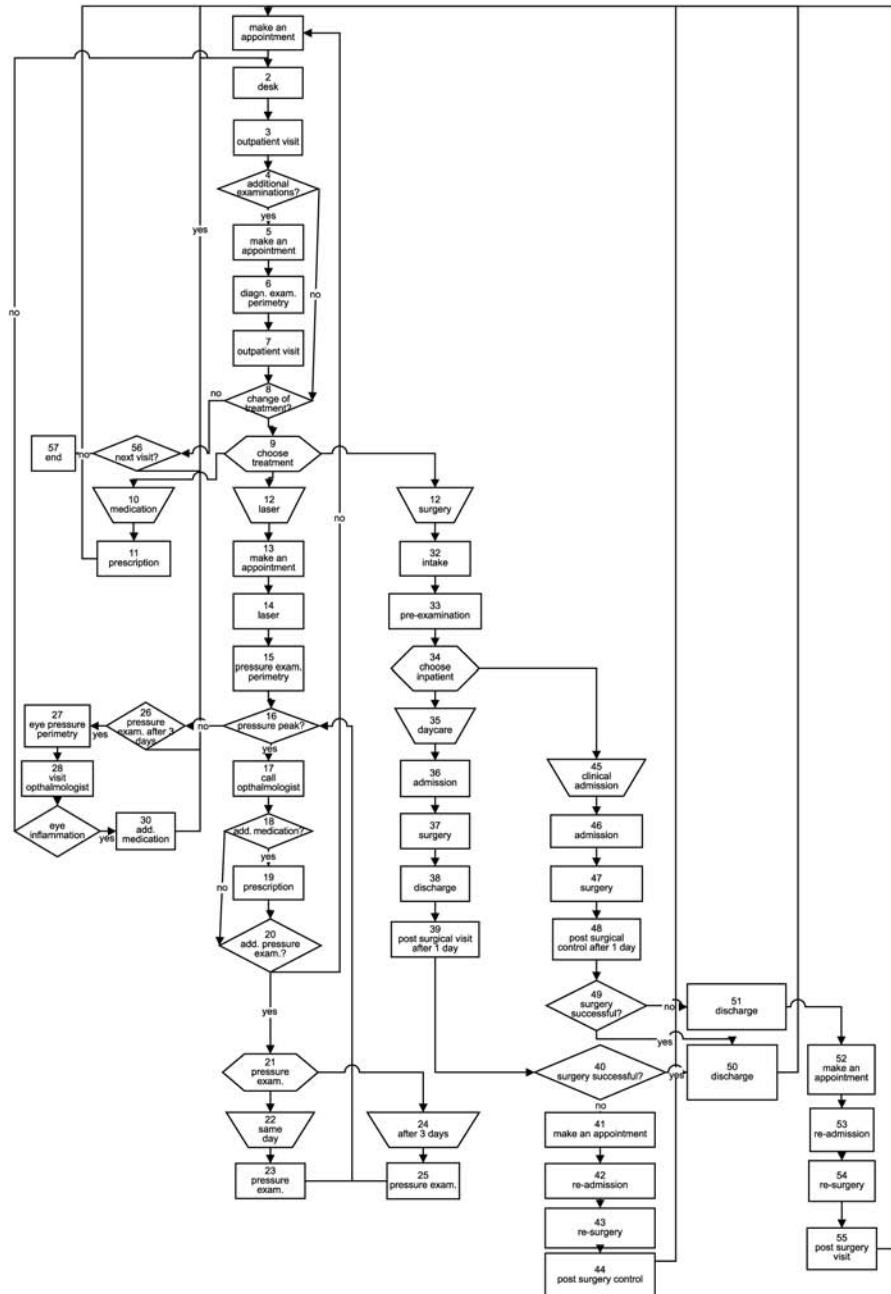 make an
appointment
2
desk
3
outpatient visit
4
additional
examinations?
yes
yes
5
make an
appointment
6
diagn. exam.
perimetry
no
no
7
outpatient visit
8
change of
treatment?
no
57
end
no
56
next visit?
9
choose
treatment
10
medication
12
laser
12
surgery
no
11
prescription
13
make an
appointment
32
intake
14
laser
33
pre-examination
15
pressure exam.
perimetry
34
choose
inpatient
27
eye pressure
perimetry
yes
26
pressure
exam. after 3
days
no
16
pressure peak?
35
daycare
yes
28
visit
opthalmologist
17
call
opthalmologist
36
admission
45
clinical
admission
eye
inflammation
yes
30
add.
medication
18
add. medication?
37
surgery
46
admission
yes
no
19
prescription
38
discharge
47
surgery
20
add. pressure
exam.?
39
post surgical visit
after 1 day
48
post surgical
control after 1 day
yes
49
surgery
successful?
no
51
discharge
yes
21
pressure
exam.
40
surgery successful?
yes
50
discharge
52
make an
appointment
no
22
same
day
24
after 3 days
41
make an appointment
53
re-admission
23
pressure
exam.
25
pressure exam.
42
re-admission
54
re-surgery
43
re-surgery
55
post surgery
visit
44
post surgery control